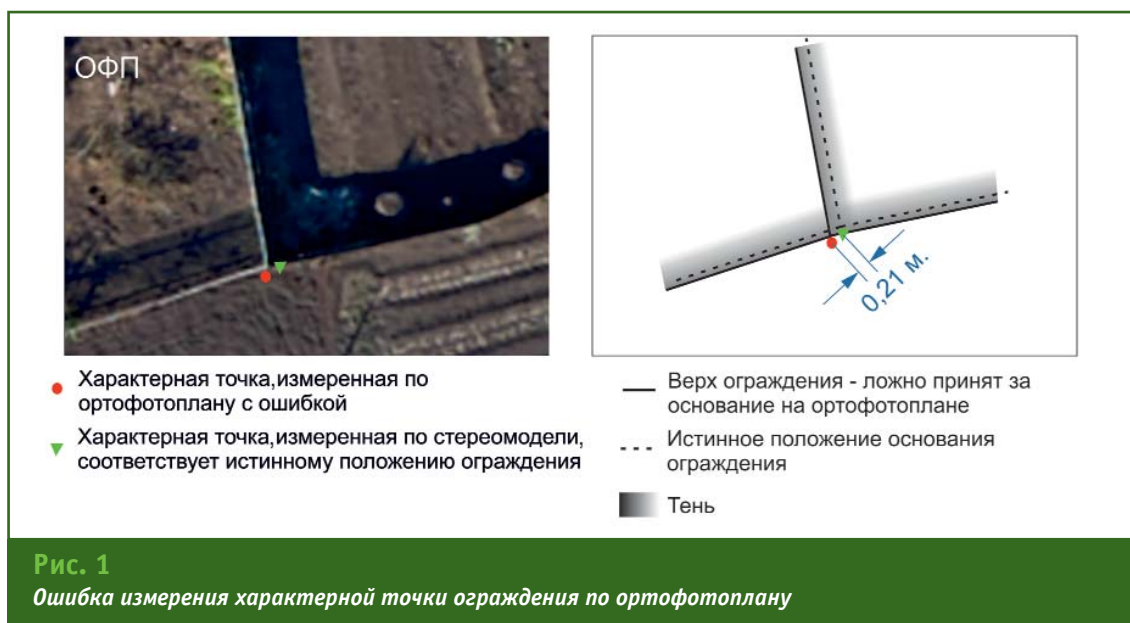 ОФП
0,21 м.
Характерная точка,измеренная по
ортофотоплану с ошибкой
Характерная точка,измеренная по стереомодели,
соответствует истинному положению ограждения
Верх ограждения - ложно принят за
основание на ортофотоплане
Истинное положение основания
ограждения
Тень
Рис. 1
Ошибка измерения характерной точки ограждения по ортофотоплану